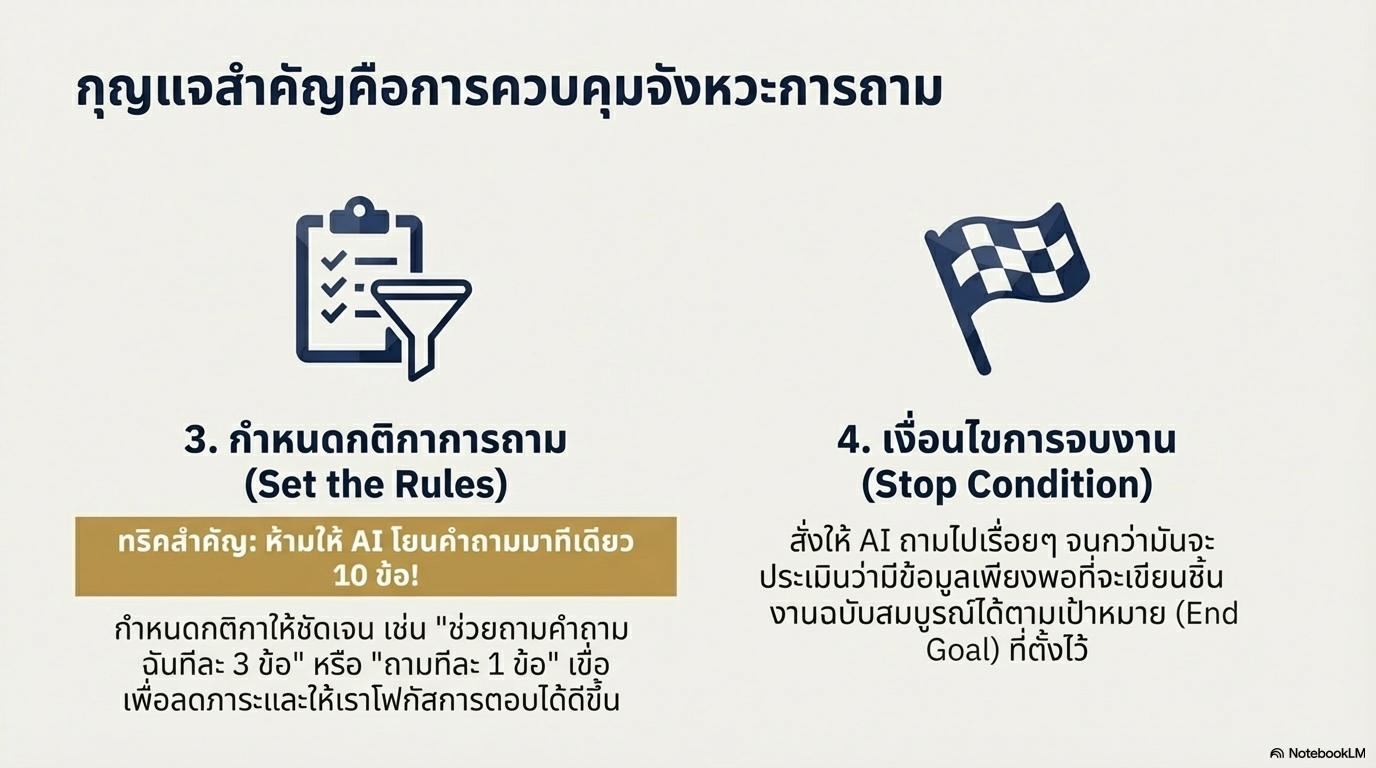 กุญแจสำคัญคือการควบคุมจังหวะการถาม
3. กำหนดกติกาการถาม
(Set the Rules)
ทริคสำคัญ: ห้ามให้ AI โยนคำถามมาทีเดียว
10 ข้อ!
กำหนดกติกาให้ชัดเจน เช่น "ช่วยถามคำถาม
ฉันทีละ 3 ข้อ" หรือ "ถามทีละ 1 ข้อ" เขื่อ
เพื่อลดภาระและให้เราโฟกัสการตอบได้ดีขึ้น
4. เงื่อนไขการจบงาน
(Stop Condition)
สั่งให้ AI ถามไปเรื่อยๆ จนกว่ามันจะ
ประเมินว่ามีข้อมูลเพียงพอที่จะเขียนชิ้น
งานฉบับสมบูรณ์ได้ตามเป้าหมาย (End
Goal) ที่ตั้งไว้
NotebookLM